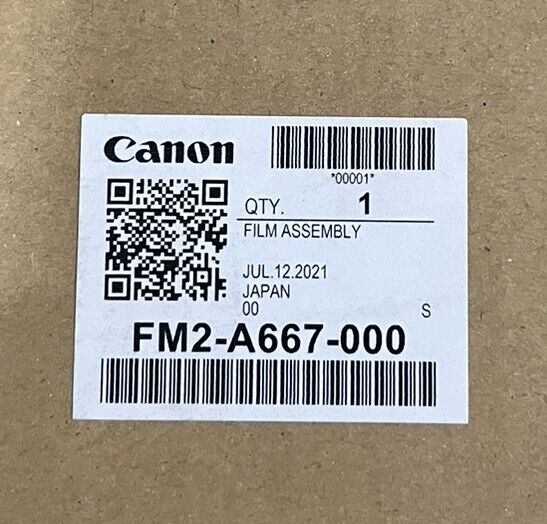 Canon
*00001*
QTY. 1
FILM ASSEMBLY
JUL.12.2021
JAPAN
00 S
FM2-A667-000